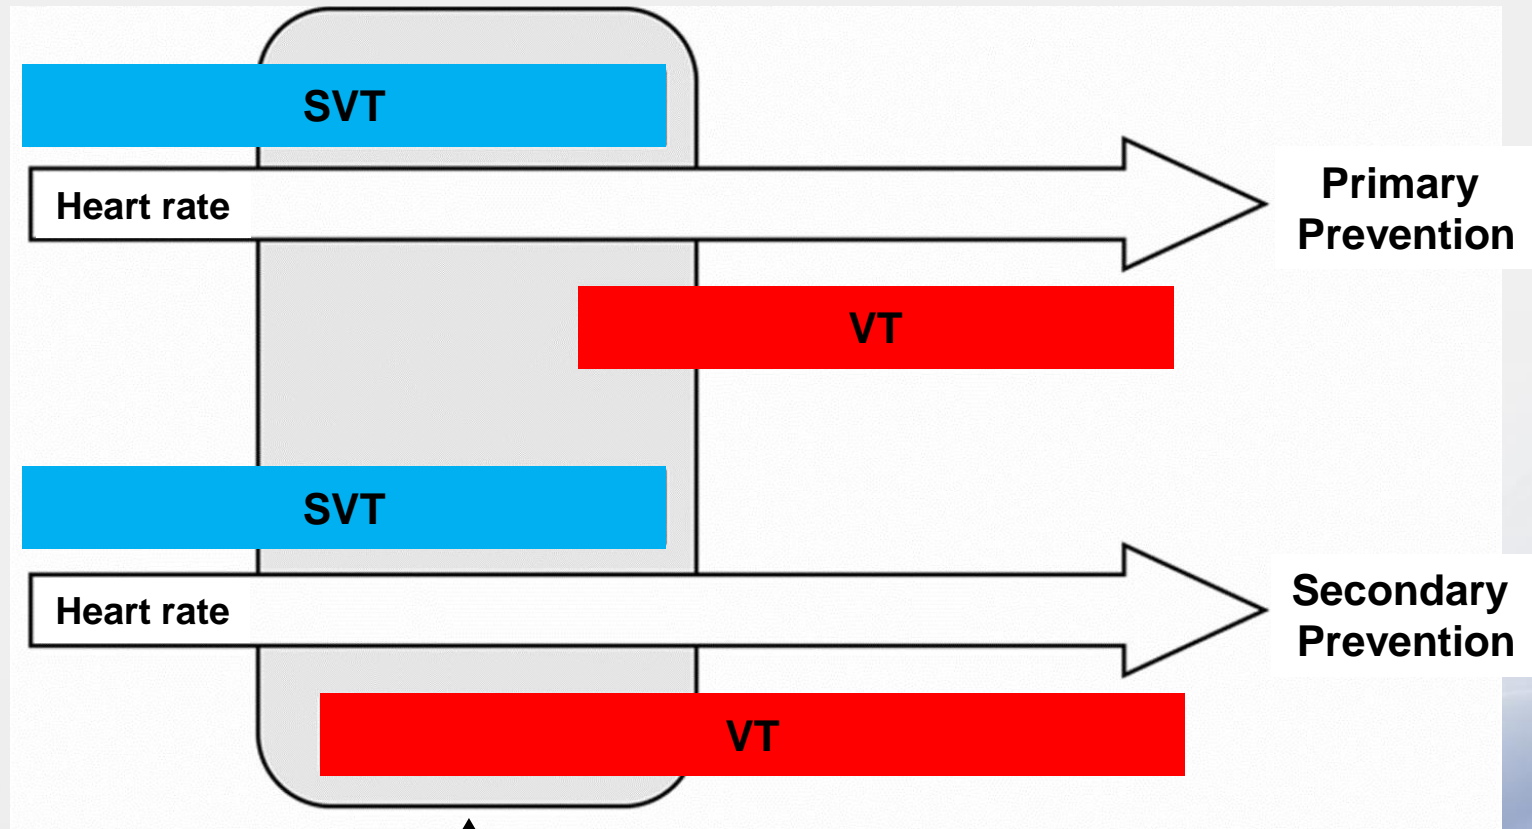 SVT
Heart rate
Primary
Prevention
VT
SVT
Heart rate
Secondary
Prevention
VT